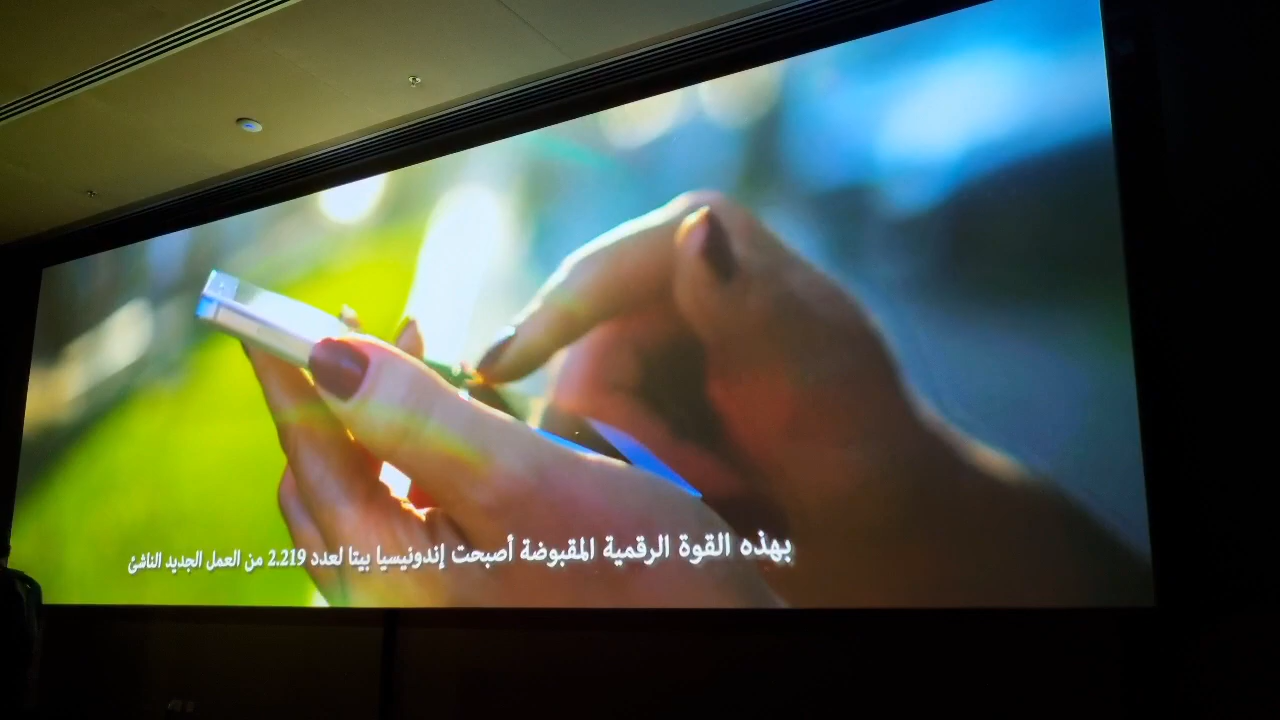 بهذه القوة الرقمية المقبوضة أصبحت إندونيسيا بيتا لعدد 2.219 من العمل الجديد الناشئ